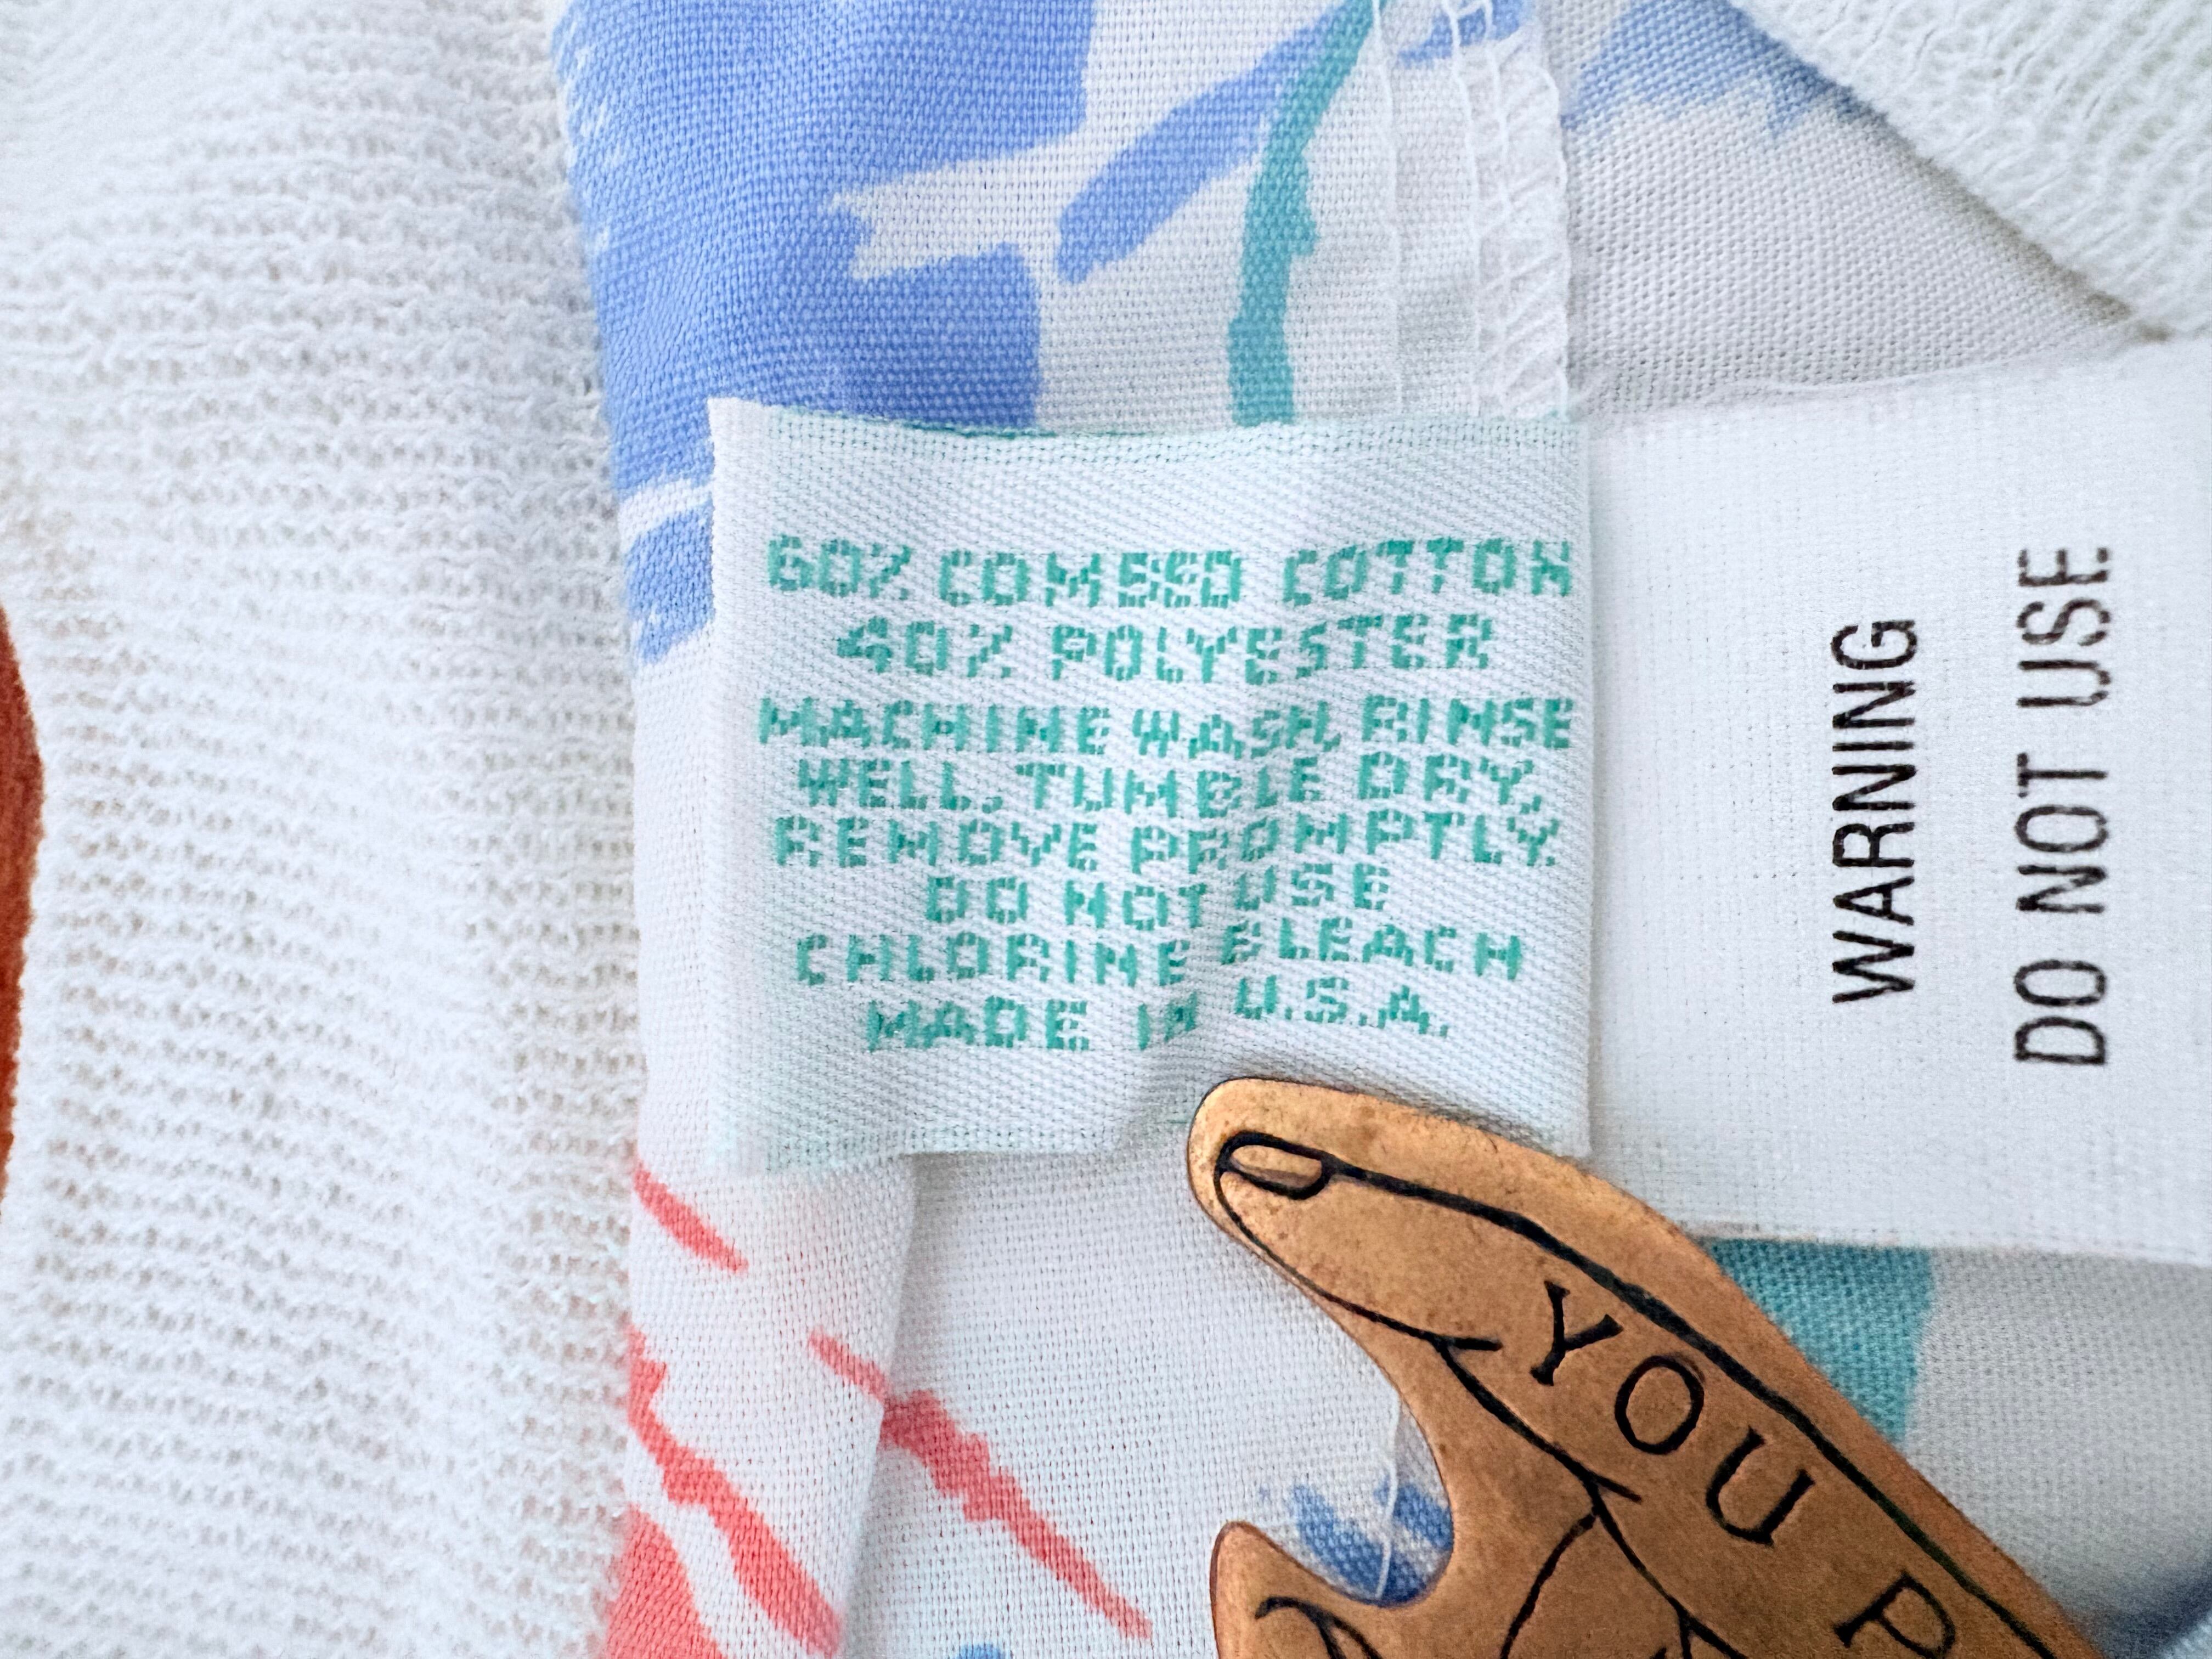 60% COMBED COTTON
40% POLYESTER
MACHINE WASH, RINSE
WELL, TUMBLE DRY,
REMOVE PROMPTLY.
DO NOT USE
CHLORINE BLEACH
MADE IN U.S.A.
WARNING
DO NOT USE
YOU P